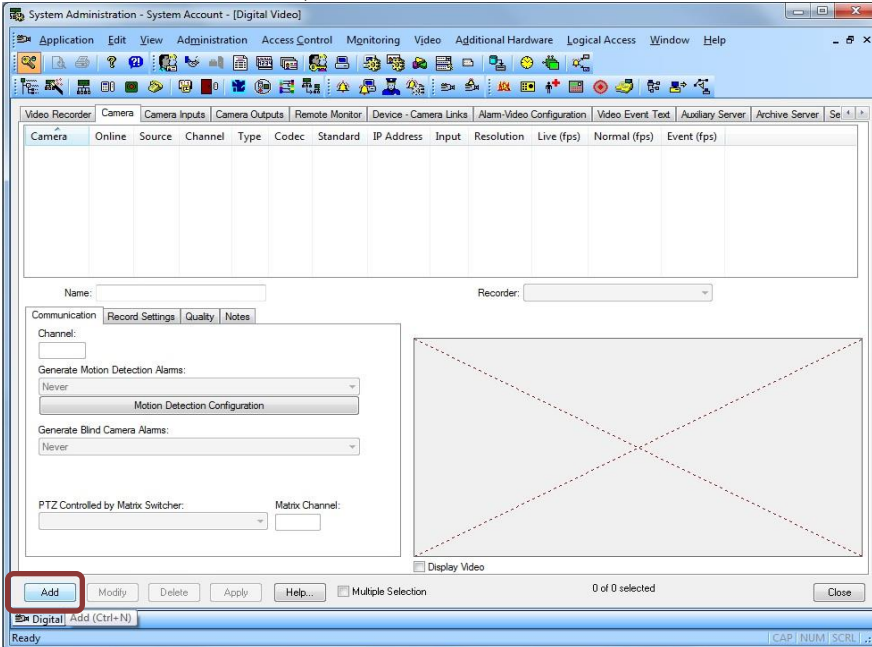 System Administration - System Account - [Digital Video]
Application Edit View Administration Access Control Monitoring Video Additional Hardware Logical Access Window Help
Video Recorder Camera Camera Inputs Camera Outputs Remote Monitor Device - Camera Links Alarm-Video Configuration Video Event Text Auxiliary Server Archive Server Se
Camera Online Source Channel Type Codec Standard IP Address Input Resolution Live (fps) Normal (fps) Event (fps)
Name: Recorder:
Communication Record Settings Quality Notes
Channel:
Generate Motion Detection Alarms:
Never
Motion Detection Configuration
Generate Blind Camera Alarms:
Never
PTZ Controlled by Matrix Switcher: Matrix Channel:
Display Video
Add Modify Delete Apply Help... Multiple Selection 0 of 0 selected Close
Digital Add (Ctrl+N)
Ready CAP NUM SCRL